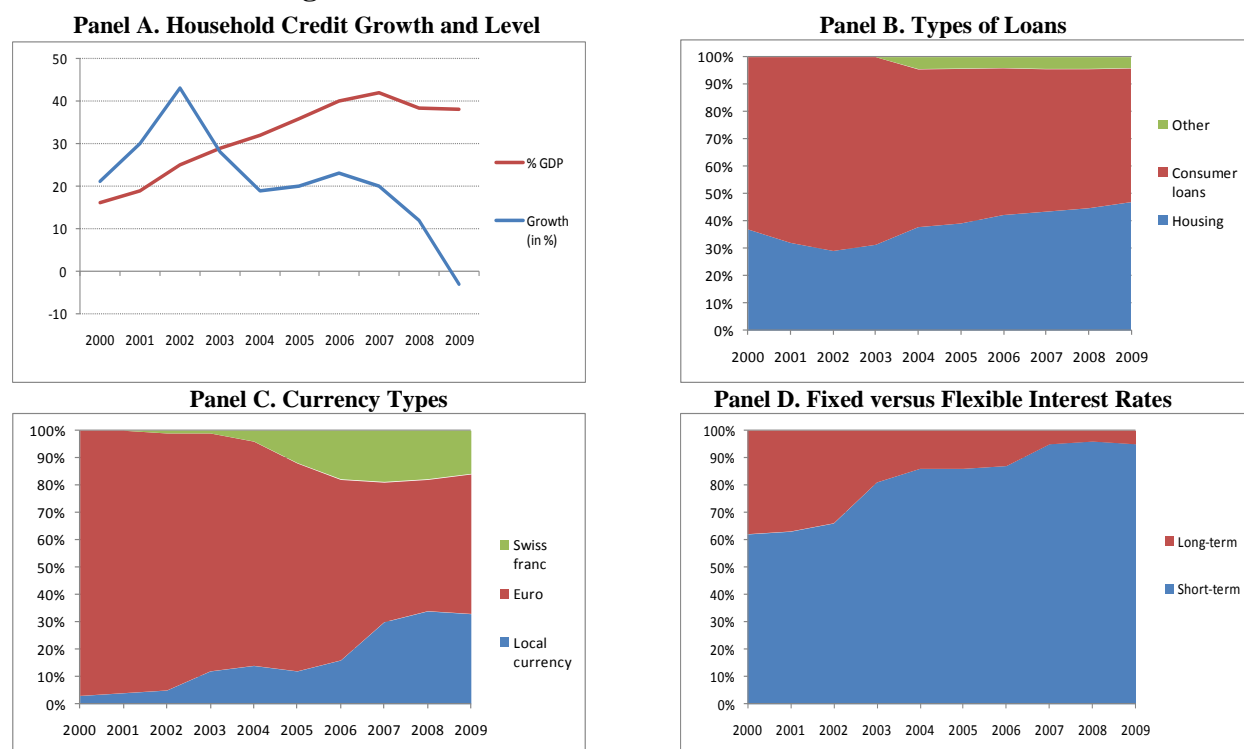 Panel A. Household Credit Growth and Level
50
40
30
20
10
0
-10
2000 2001 2002 2003 2004 2005 2006 2007 2008 2009
% GDP
Growth
(in %)
Panel B. Types of Loans
100%
90%
80%
70%
60%
50%
40%
30%
20%
10%
0%
2000 2001 2002 2003 2004 2005 2006 2007 2008 2009
Other
Consumer
loans
Housing
Panel C. Currency Types
100%
90%
80%
70%
60%
50%
40%
30%
20%
10%
0%
2000 2001 2002 2003 2004 2005 2006 2007 2008 2009
Swiss
franc
Euro
Local
currency
Panel D. Fixed versus Flexible Interest Rates
100%
90%
80%
70%
60%
50%
40%
30%
20%
10%
0%
2000 2001 2002 2003 2004 2005 2006 2007 2008 2009
Long-term
Short-term